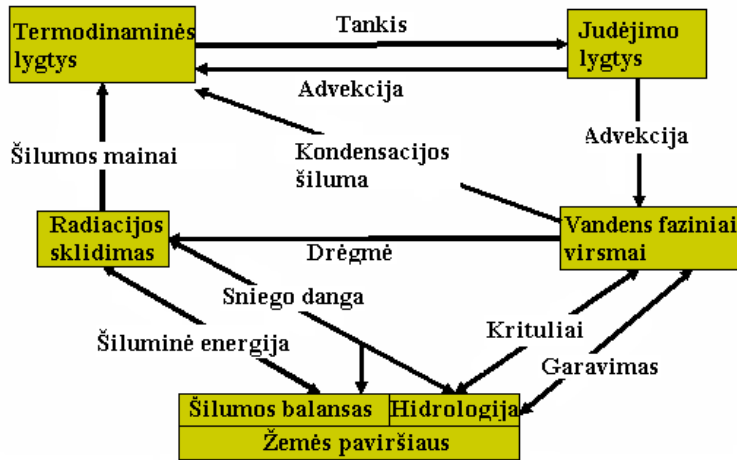 Termodinaminės
lygtys
Tankis
Judėjimo
lygtys
Advekcija
Advekcija
Šilumos mainai
Kondensacijos
šiluma
Radiacijos
sklidimas
Vandens faziniai
virsmai
Drėgmė
Sniego danga
Šiluminė energija
Krituliai
Garavimas
Šilumos balansas
Hidrologija
Žemės paviršiaus